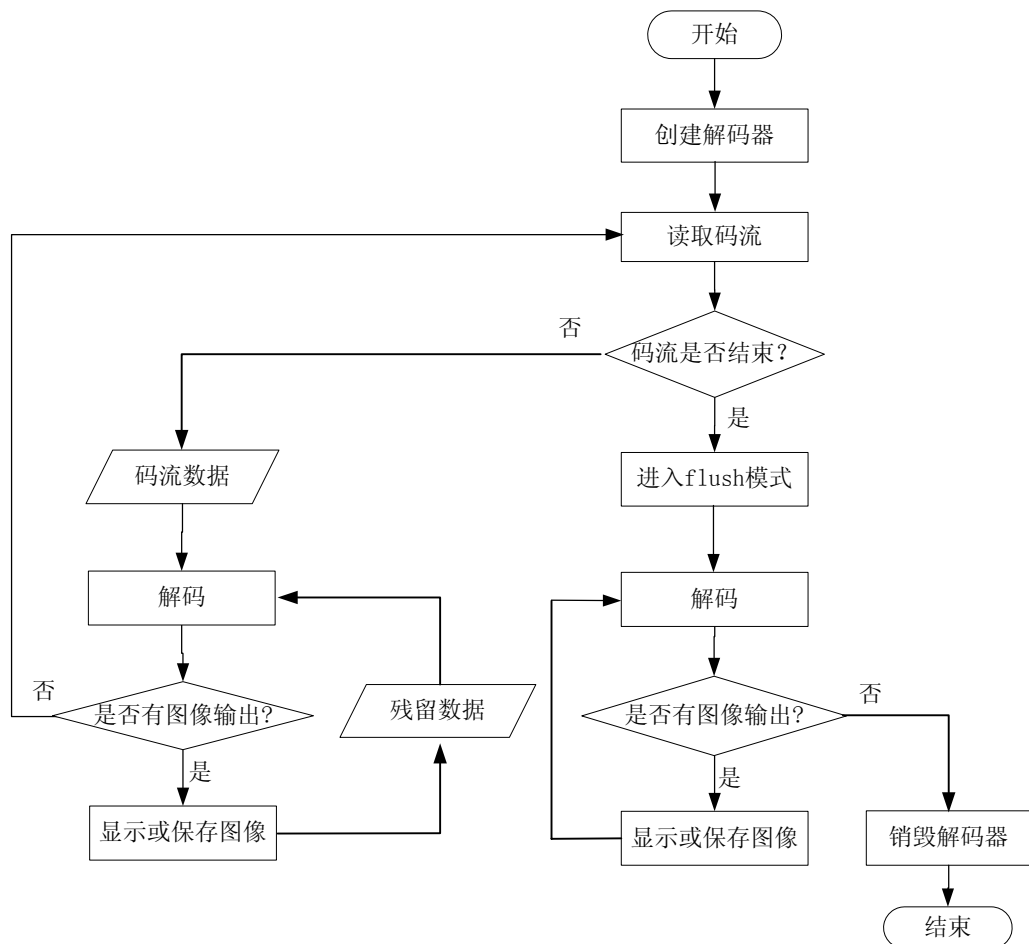 开始
创建解码器
读取码流
否
码流是否结束？
是
码流数据
进入flush模式
解码
解码
否
是否有图像输出？
残留数据
是否有图像输出？
否
是
是
显示或保存图像
显示或保存图像
销毁解码器
结束